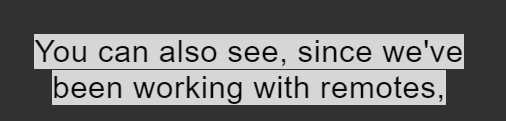 You can also see, since we've
been working with remotes,